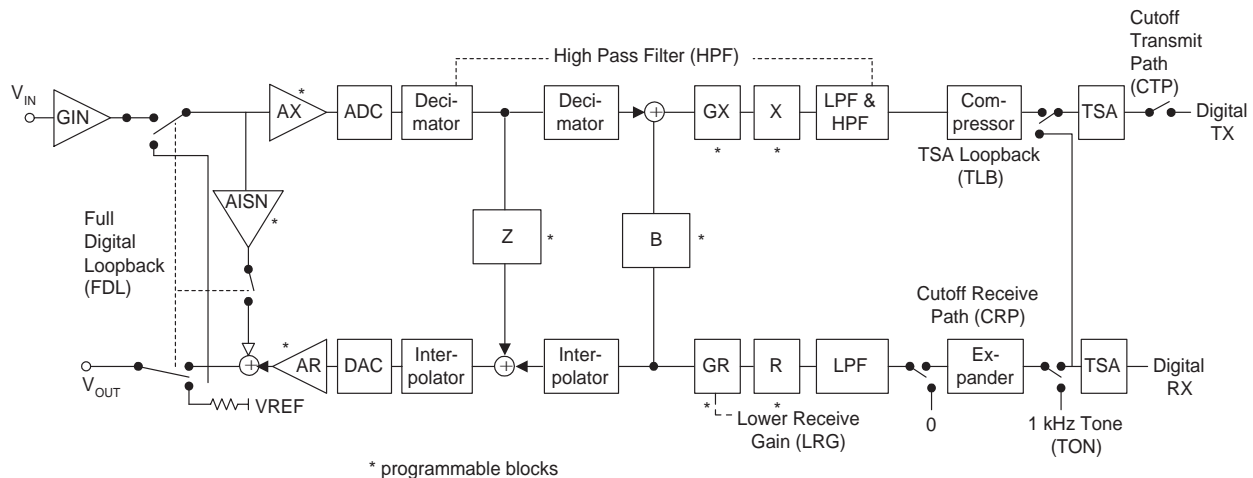 High Pass Filter (HPF)
Cutoff
Transmit
Path
(CTP)
V_IN
GIN
AX
*
ADC
Deci-
mator
Deci-
mator
+
GX
*
X
*
LPF &
HPF
Com-
pressor
TSA Loopback
(TLB)
TSA
Digital
TX
AISN
*
Full
Digital
Loopback
(FDL)
Z
*
B
*
Cutoff Receive
Path (CRP)
V_OUT
+
*
AR
DAC
Inter-
polator
+
Inter-
polator
GR
*
R
*
LPF
Ex-
pander
TSA
Digital
RX
VREF
Lower Receive
Gain (LRG)
0
1 kHz Tone
(TON)
* programmable blocks